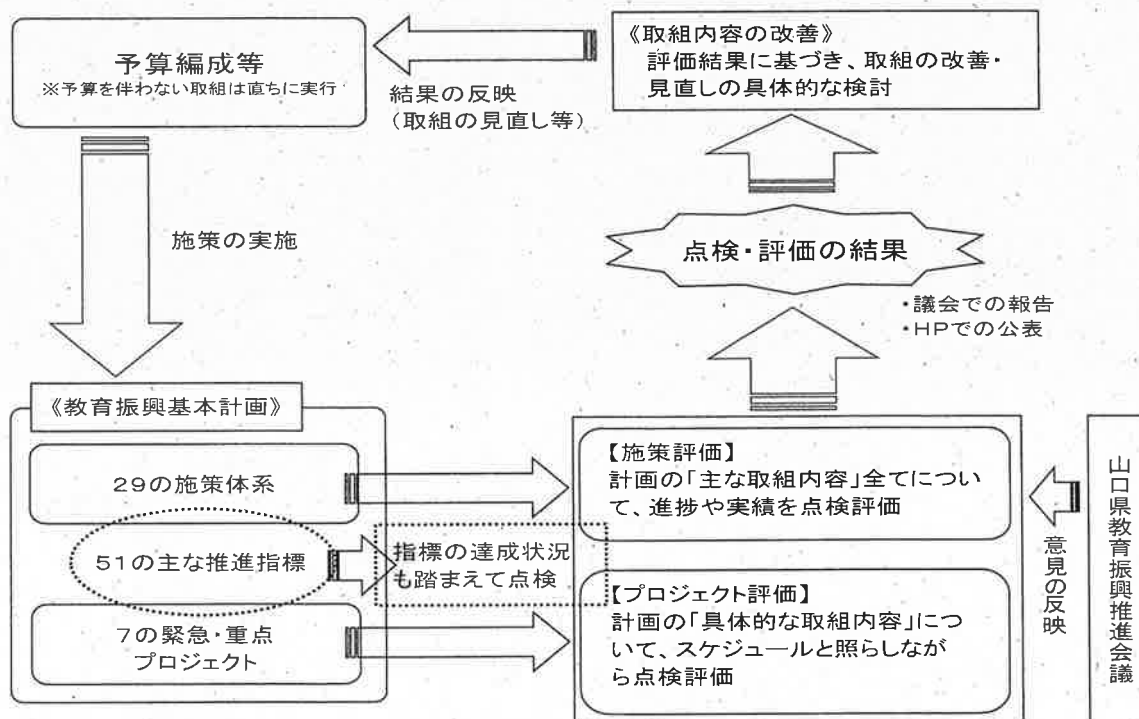 予算編成等
※予算を伴わない取組は直ちに実行
結果の反映
(取組の見直し等)
《取組内容の改善》
評価結果に基づき、取組の改善・
見直しの具体的な検討
施策の実施
点検・評価の結果
・議会での報告
・HPでの公表
《教育振興基本計画》
29の施策体系
51の主な推進指標
7の緊急・重点
プロジェクト
指標の達成状況
も踏まえて点検
【施策評価】
計画の「主な取組内容」全てについ
て、進捗や実績を点検評価
【プロジェクト評価】
計画の「具体的な取組内容」につ
いて、スケジュールと照らしなが
ら点検評価
意見の反映
山口県教育振興推進会議